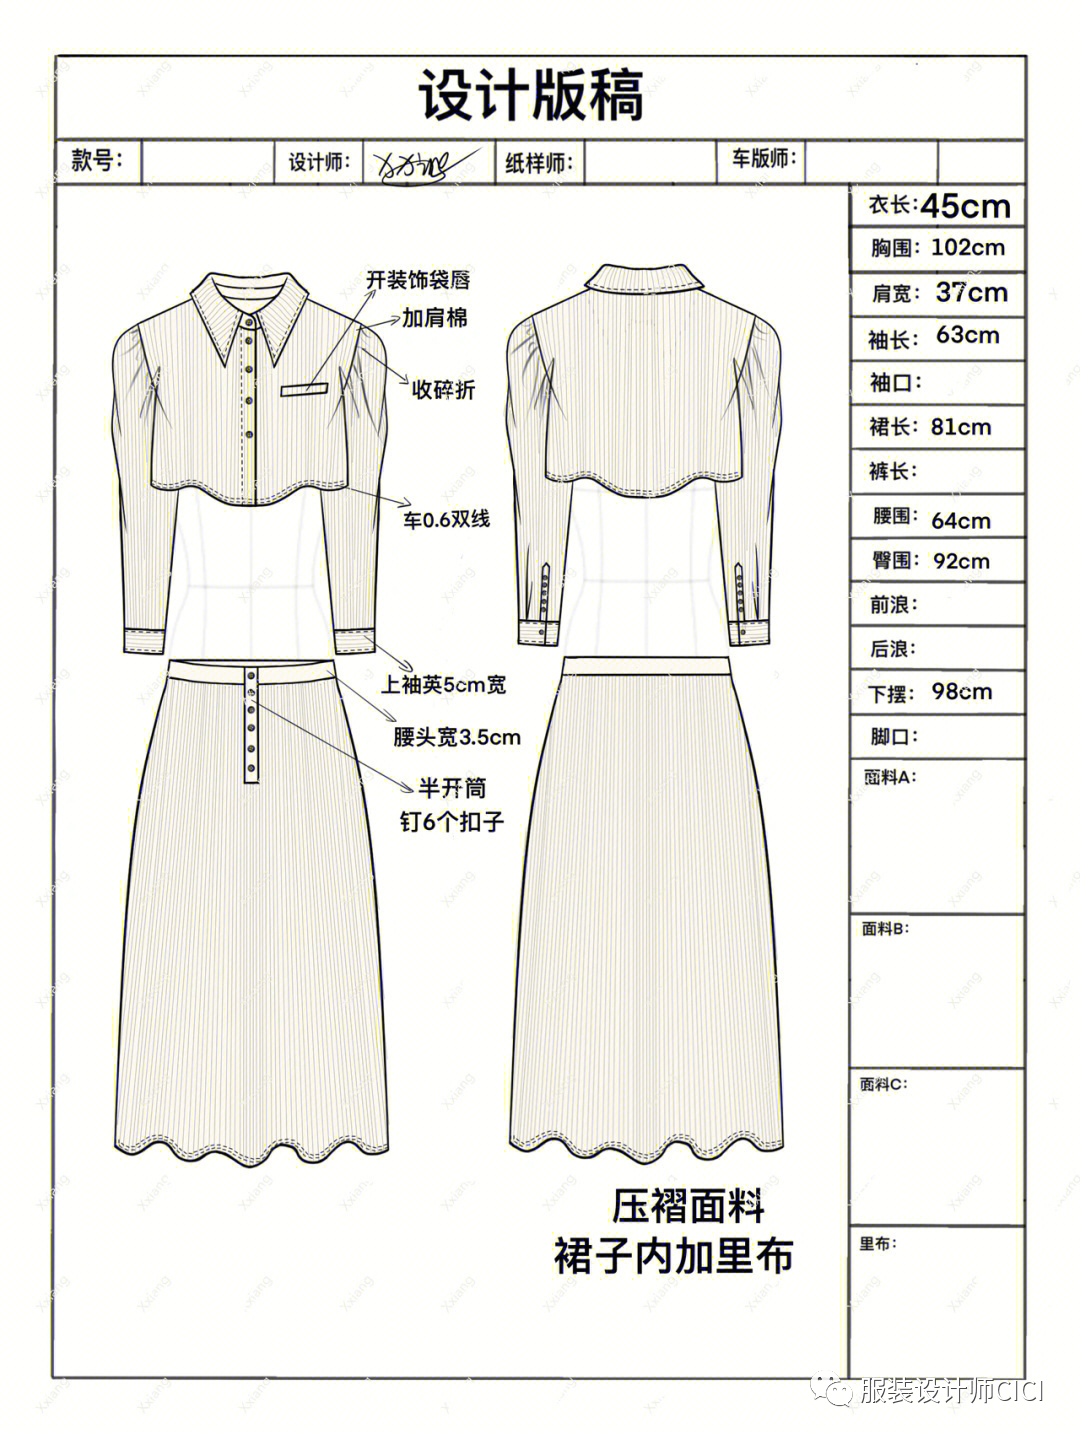 设计版稿
款号：
设计师：
纸样师：
车版师：
衣长：45cm
胸围：102cm
肩宽：37cm
袖长：63cm
袖口：
裙长：81cm
裤长：
腰围：64cm
臀围：92cm
前浪：
后浪：
下摆：98cm
脚口：
面料A：
面料B：
面料C：
里布：
开装饰袋唇
加肩棉
收碎折
车0.6双线
上袖英5cm宽
腰头宽3.5cm
半开筒
钉6个扣子
压褶面料
裙子内加里布
服装设计师CICI
Xxiang